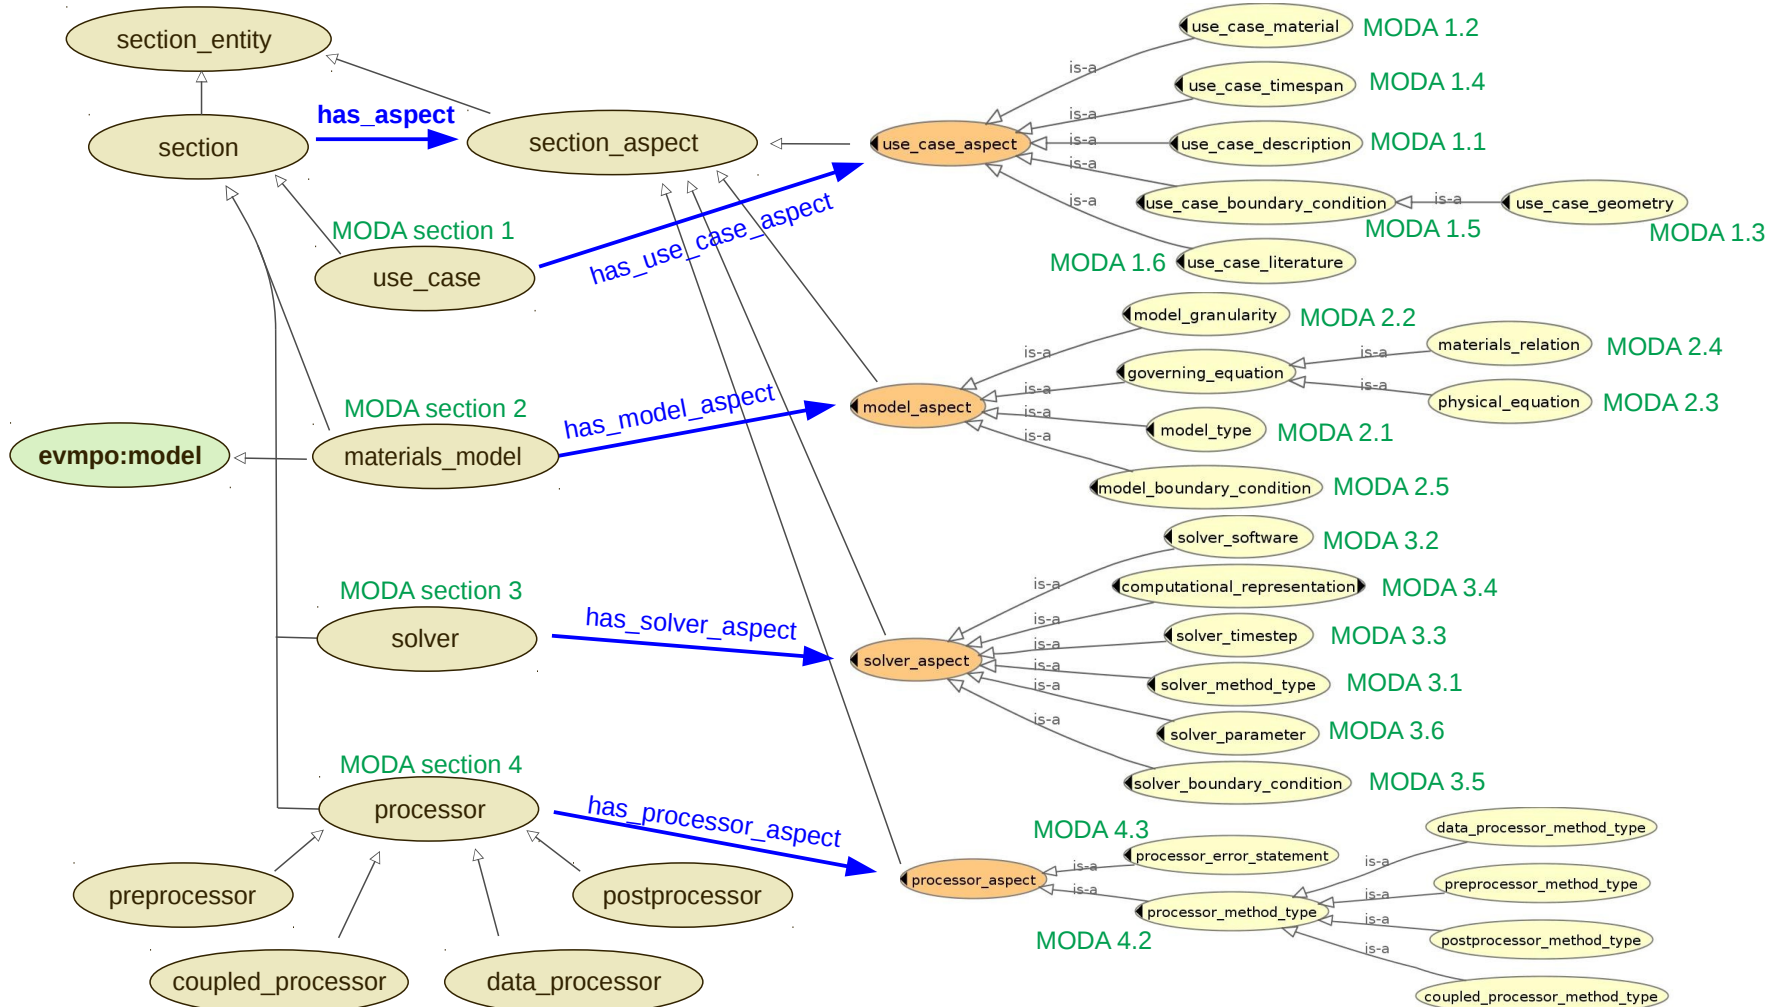 section_entity
section
has_aspect
section_aspect
MODA section 1
use_case
has_use_case_aspect
use_case_aspect
is-a
is-a
is-a
is-a
is-a
use_case_material
MODA 1.2
use_case_timespan
MODA 1.4
use_case_description
MODA 1.1
use_case_boundary_condition
MODA 1.5
is-a
use_case_geometry
MODA 1.3
MODA 1.6
use_case_literature
evmpo:model
MODA section 2
materials_model
has_model_aspect
model_aspect
is-a
is-a
is-a
is-a
model_granularity
MODA 2.2
governing_equation
is-a
is-a
materials_relation
MODA 2.4
physical_equation
MODA 2.3
model_type
MODA 2.1
model_boundary_condition
MODA 2.5
MODA section 3
solver
has_solver_aspect
solver_aspect
is-a
is-a
is-a
is-a
is-a
is-a
solver_software
MODA 3.2
computational_representation
MODA 3.4
solver_timestep
MODA 3.3
solver_method_type
MODA 3.1
solver_parameter
MODA 3.6
solver_boundary_condition
MODA 3.5
MODA section 4
processor
has_processor_aspect
preprocessor
postprocessor
coupled_processor
data_processor
processor_aspect
is-a
is-a
MODA 4.3
processor_error_statement
processor_method_type
MODA 4.2
is-a
is-a
is-a
is-a
data_processor_method_type
preprocessor_method_type
postprocessor_method_type
coupled_processor_method_type